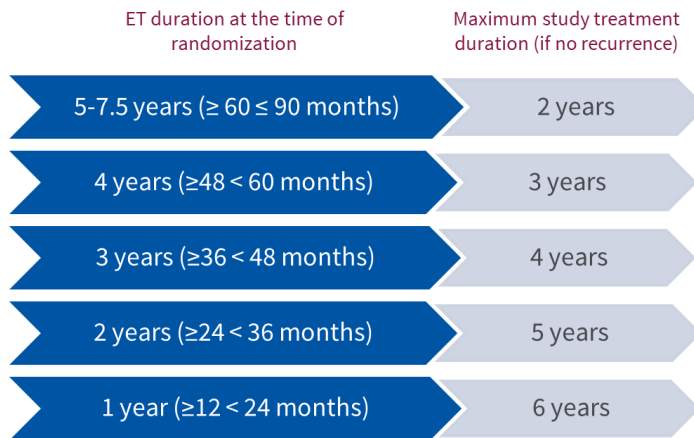 ET duration at the time of
randomization
Maximum study treatment
duration (if no recurrence)
5-7.5 years (≥ 60 ≤ 90 months)
2 years
4 years (≥48 < 60 months)
3 years
3 years (≥36 < 48 months)
4 years
2 years (≥24 < 36 months)
5 years
1 year (≥12 < 24 months)
6 years